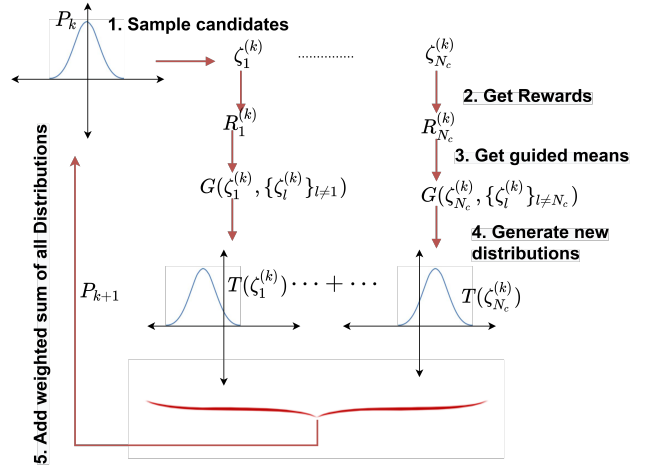 P_k
1. Sample candidates
ζ_1^{(k)} ............... ζ_{N_c}^{(k)}
2. Get Rewards
R_1^{(k)} R_{N_c}^{(k)}
3. Get guided means
G(ζ_1^{(k)}, {ζ_l^{(k)}}_{l≠1}) G(ζ_{N_c}^{(k)}, {ζ_l^{(k)}}_{l≠N_c})
4. Generate new
distributions
T(ζ_1^{(k)}) ··· + ··· T(ζ_{N_c}^{(k)})
P_{k+1}
5. Add weighted sum of all Distributions